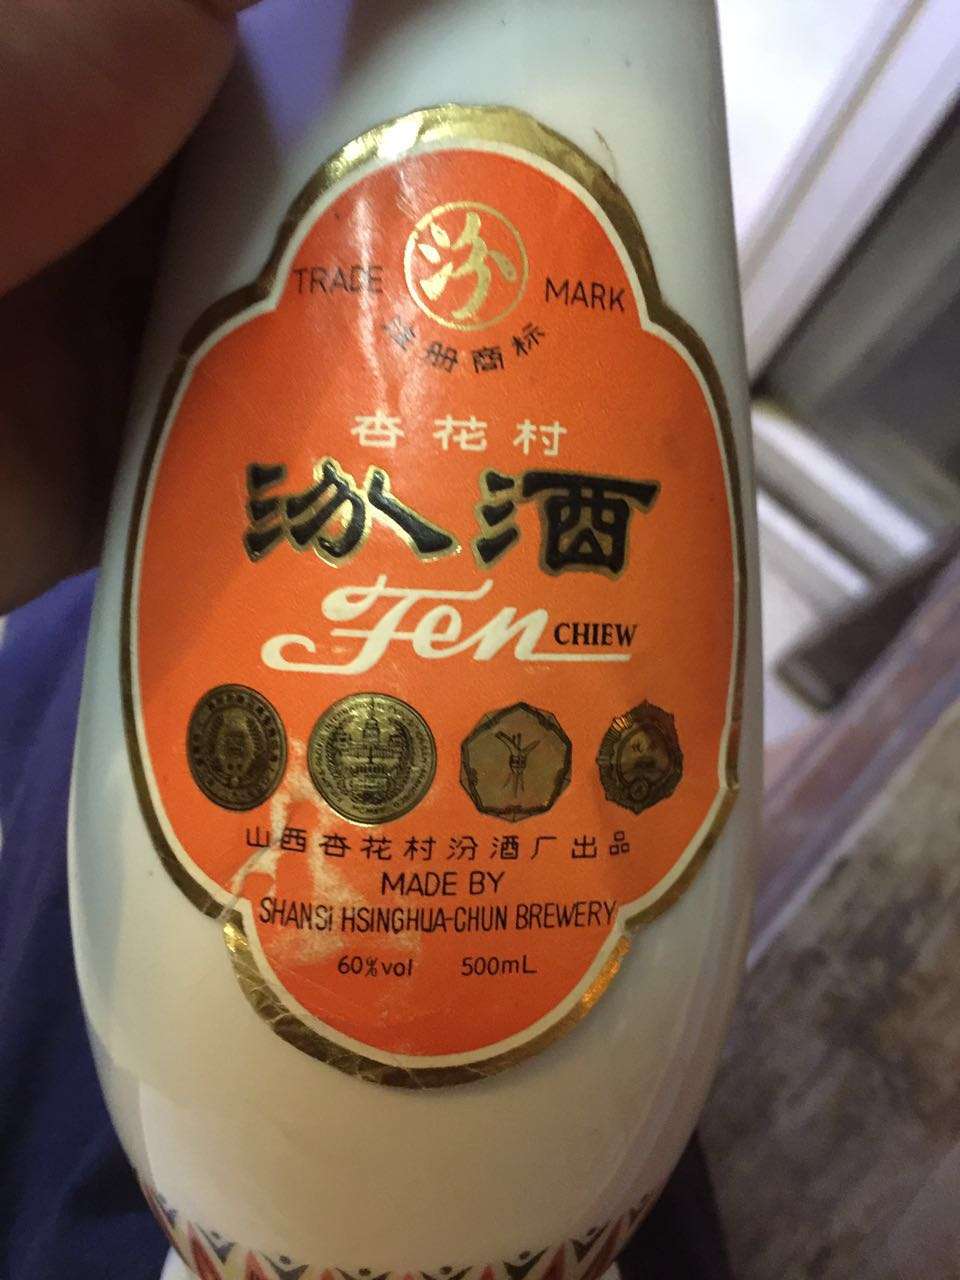 汾
TRADE MARK
注册商标
杏花村
汾酒
Fen CHIEW
山西杏花村汾酒厂出品
MADE BY
SHANSI HSINGHUA-CHUN BREWERY
60%vol 500mL